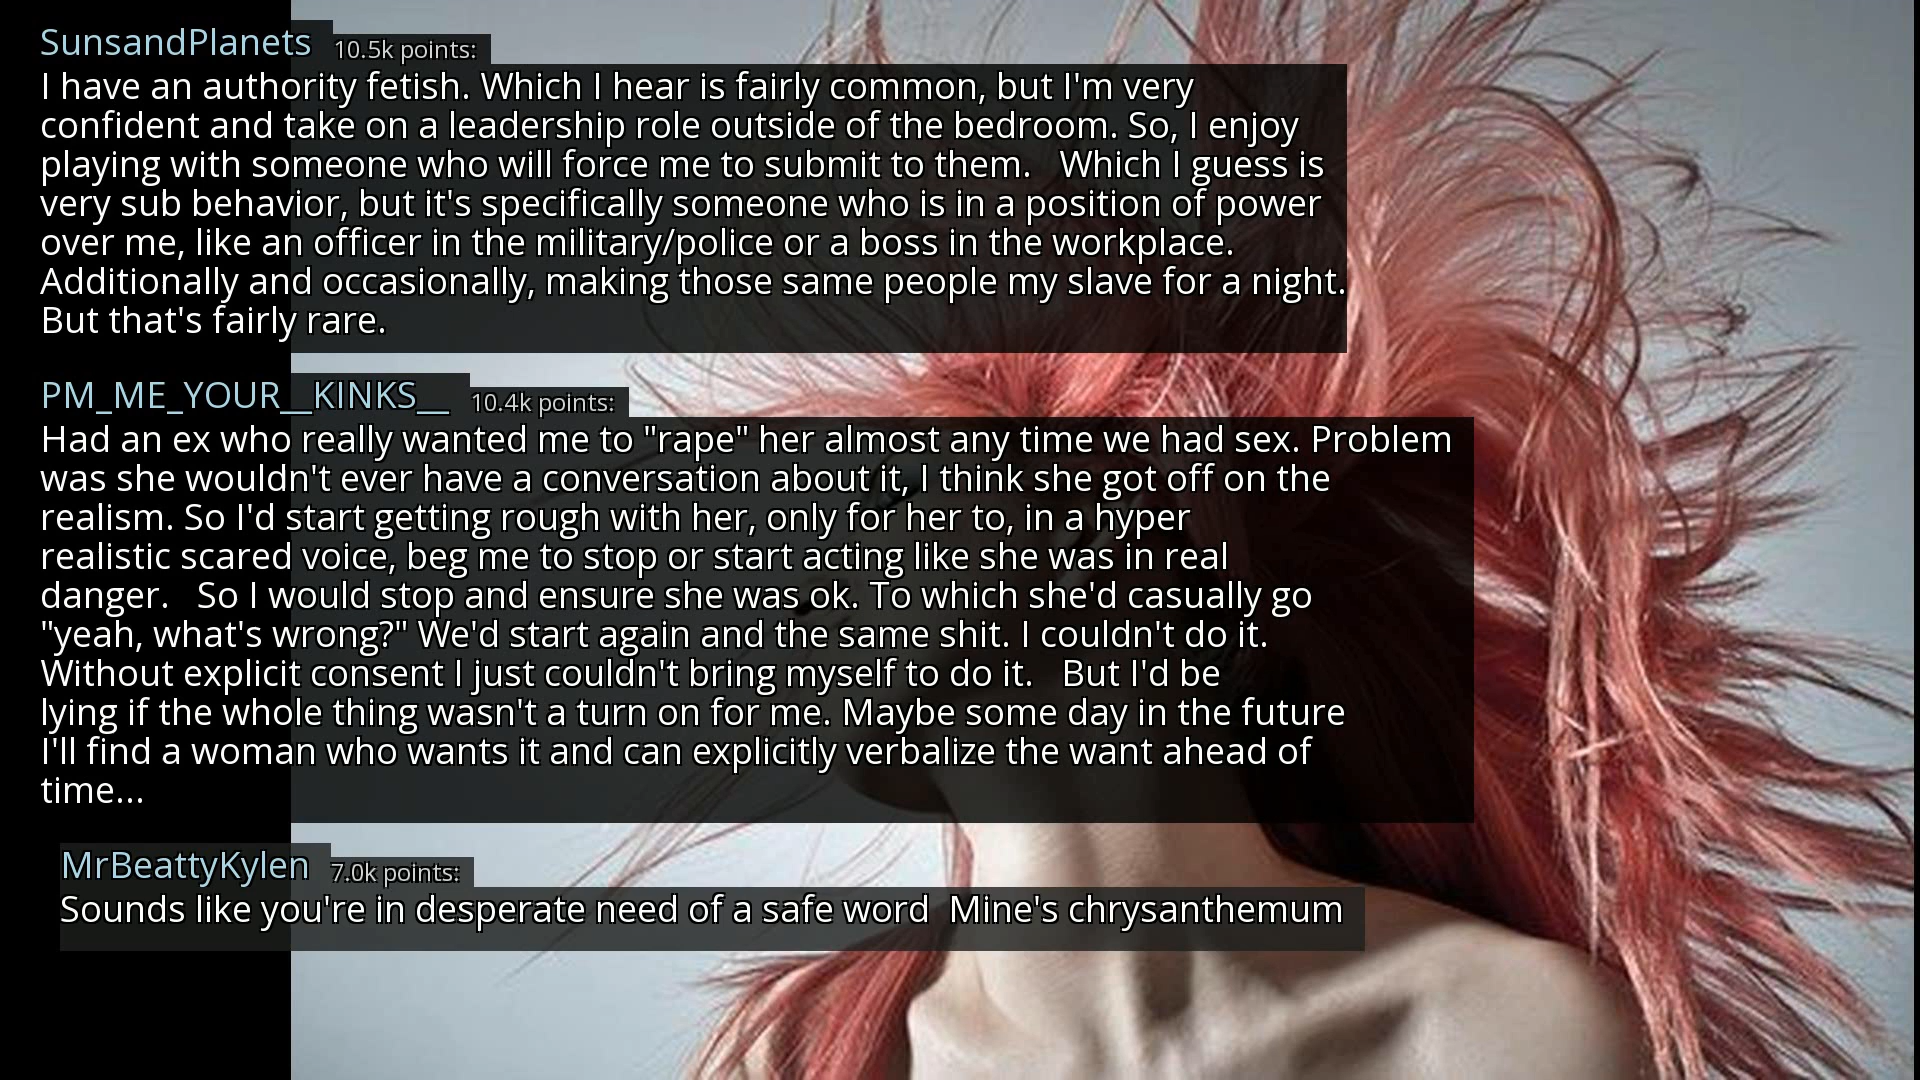 SunsandPlanets 10.5k points:
I have an authority fetish. Which I hear is fairly common, but I'm very
confident and take on a leadership role outside of the bedroom. So, I enjoy
playing with someone who will force me to submit to them.   Which I guess is
very sub behavior, but it's specifically someone who is in a position of power
over me, like an officer in the military/police or a boss in the workplace.
Additionally and occasionally, making those same people my slave for a night.
But that's fairly rare.
PM_ME_YOUR__KINKS__ 10.4k points:
Had an ex who really wanted me to "rape" her almost any time we had sex. Problem
was she wouldn't ever have a conversation about it, I think she got off on the
realism. So I'd start getting rough with her, only for her to, in a hyper
realistic scared voice, beg me to stop or start acting like she was in real
danger.   So I would stop and ensure she was ok. To which she'd casually go
"yeah, what's wrong?" We'd start again and the same shit. I couldn't do it.
Without explicit consent I just couldn't bring myself to do it.   But I'd be
lying if the whole thing wasn't a turn on for me. Maybe some day in the future
I'll find a woman who wants it and can explicitly verbalize the want ahead of
time...
MrBeattyKylen 7.0k points:
Sounds like you're in desperate need of a safe word  Mine's chrysanthemum